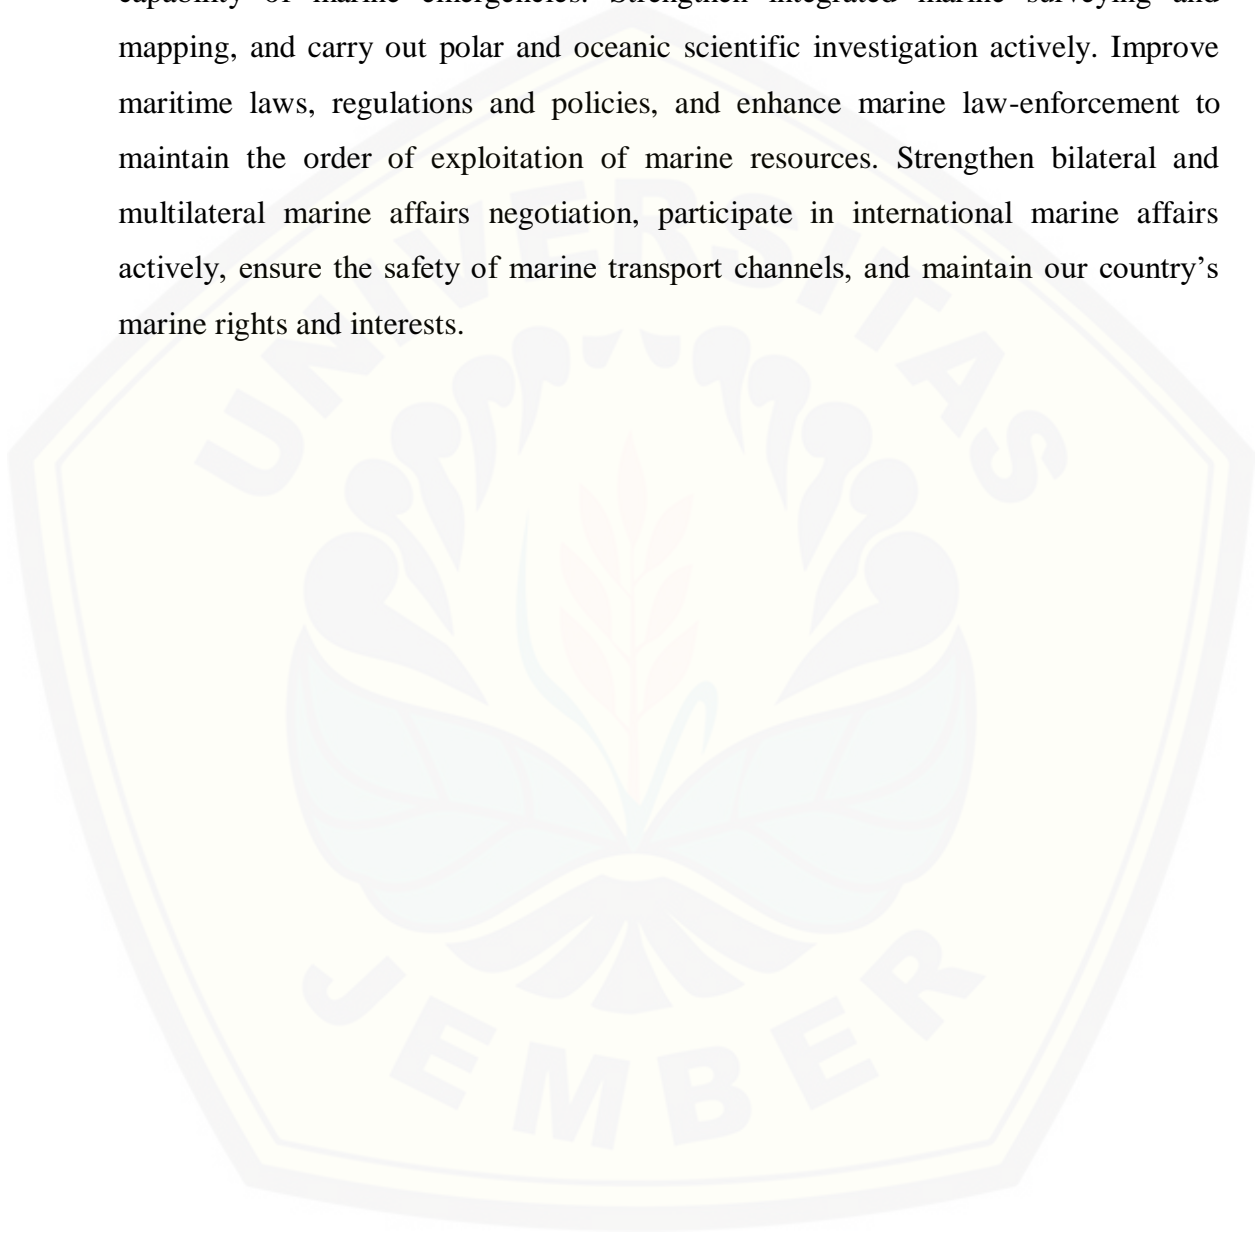 capability of marine emergencies. Strengthen integrated marine surveying and
mapping, and carry out polar and oceanic scientific investigation actively. Improve
maritime laws, regulations and policies, and enhance marine law-enforcement to
maintain the order of exploitation of marine resources. Strengthen bilateral and
multilateral marine affairs negotiation, participate in international marine affairs
actively, ensure the safety of marine transport channels, and maintain our country’s
marine rights and interests.
UNIVERSITAS
JEMBER